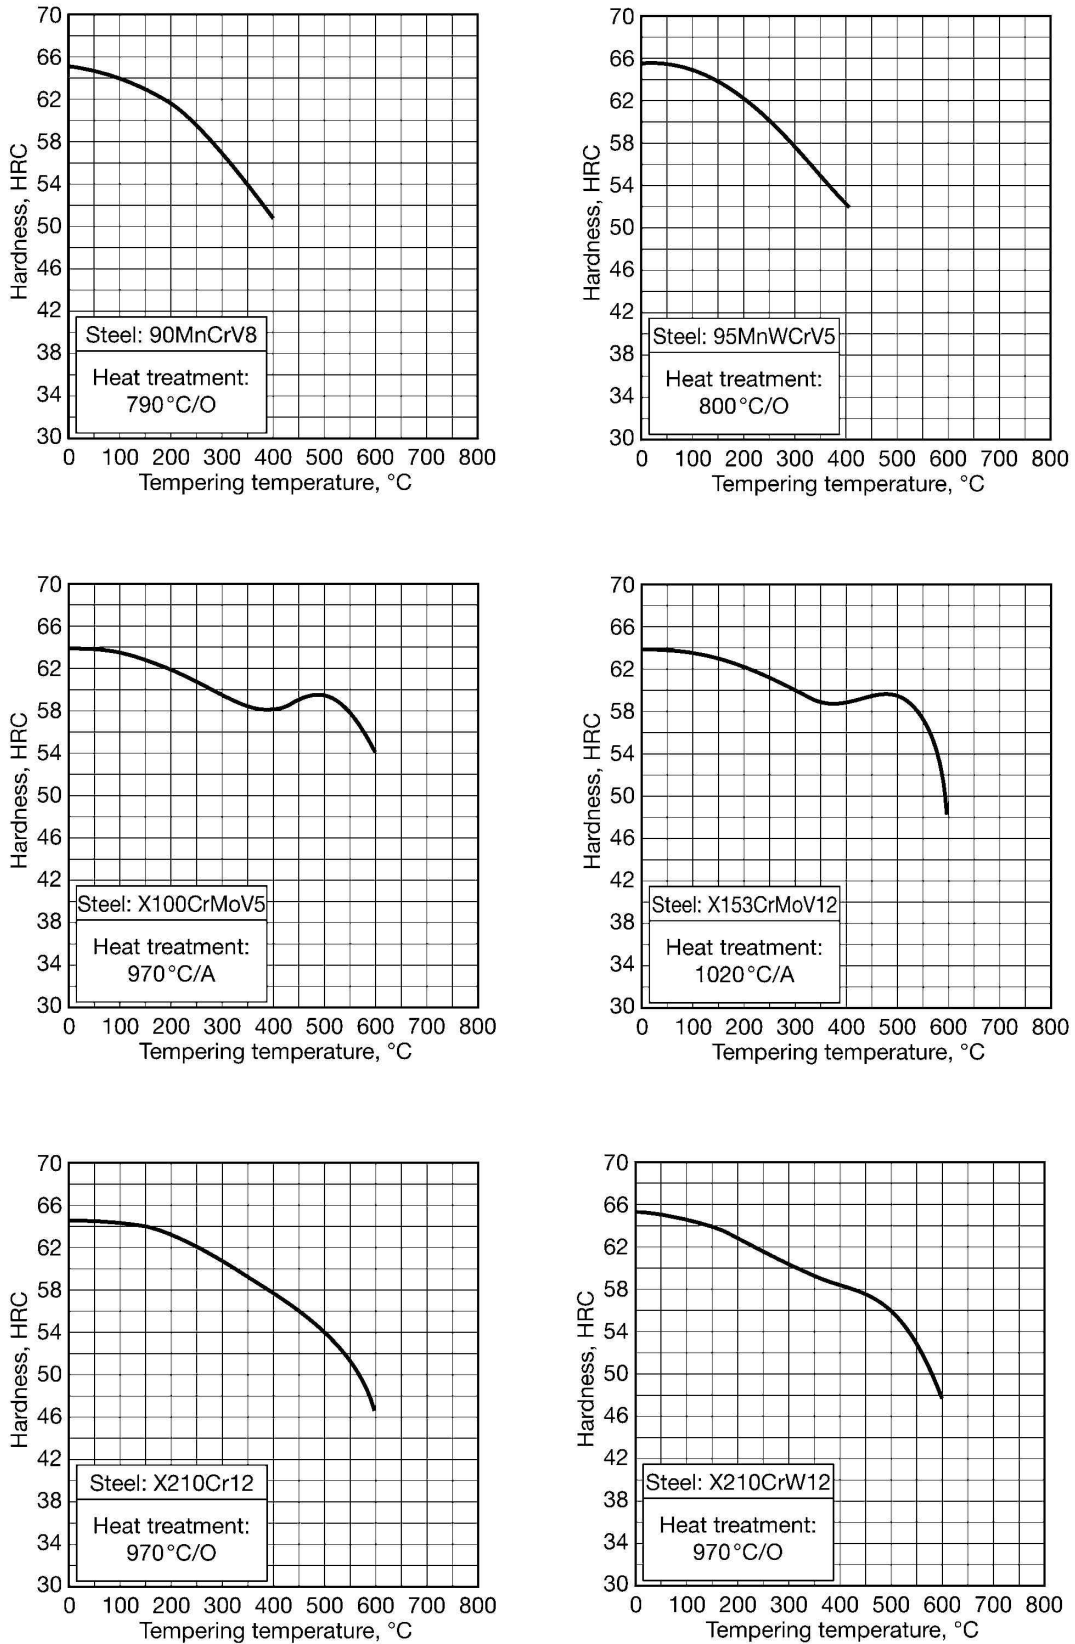 70
66
62
58
54
50
46
42
38
34
30
Hardness, HRC
Steel: 90MnCrV8
Heat treatment:
790°C/O
0 100 200 300 400 500 600 700 800
Tempering temperature, °C
70
66
62
58
54
50
46
42
38
34
30
Hardness, HRC
Steel: 95MnWCrV5
Heat treatment:
800°C/O
0 100 200 300 400 500 600 700 800
Tempering temperature, °C
70
66
62
58
54
50
46
42
38
34
30
Hardness, HRC
Steel: X100CrMoV5
Heat treatment:
970°C/A
0 100 200 300 400 500 600 700 800
Tempering temperature, °C
70
66
62
58
54
50
46
42
38
34
30
Hardness, HRC
Steel: X153CrMoV12
Heat treatment:
1020°C/A
0 100 200 300 400 500 600 700 800
Tempering temperature, °C
70
66
62
58
54
50
46
42
38
34
30
Hardness, HRC
Steel: X210Cr12
Heat treatment:
970°C/O
0 100 200 300 400 500 600 700 800
Tempering temperature, °C
70
66
62
58
54
50
46
42
38
34
30
Hardness, HRC
Steel: X210CrW12
Heat treatment:
970°C/O
0 100 200 300 400 500 600 700 800
Tempering temperature, °C